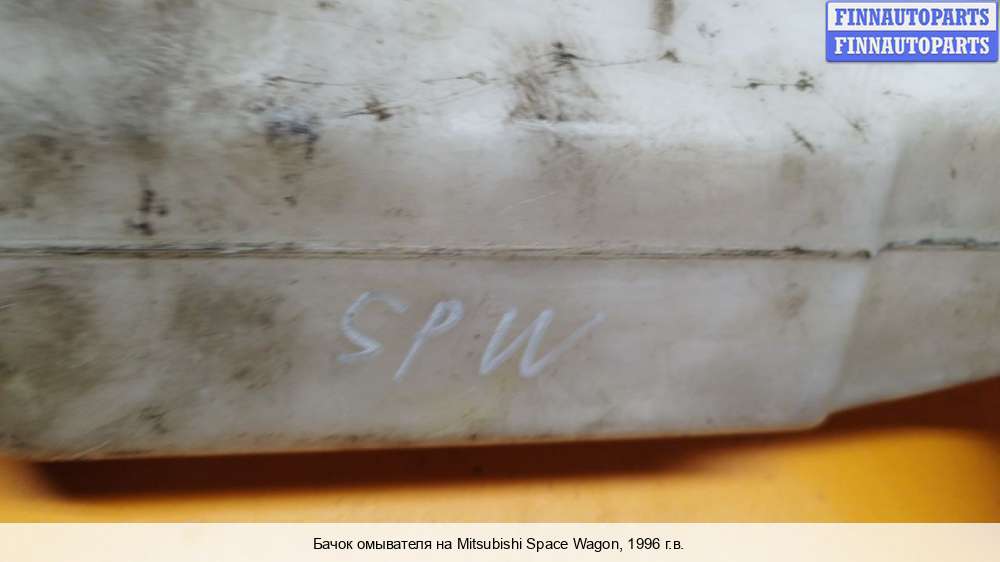 FINNAUTOPARTS
FINNAUTOPARTS
SPW
Бачок омывателя на Mitsubishi Space Wagon, 1996 г.в.